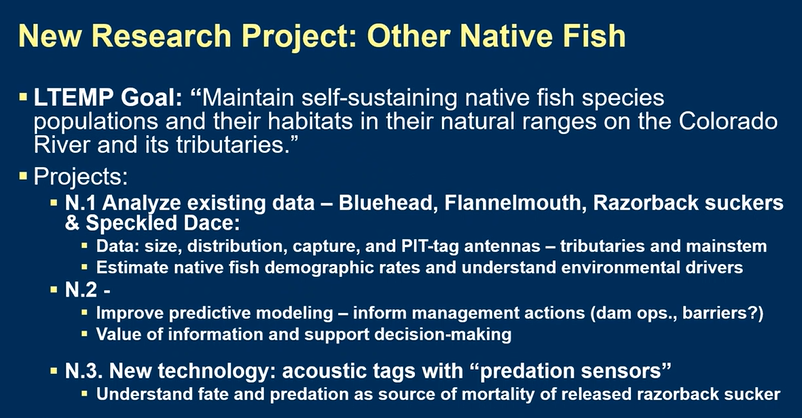 New Research Project: Other Native Fish
▪ LTEMP Goal: “Maintain self-sustaining native fish species
populations and their habitats in their natural ranges on the Colorado
River and its tributaries.”
▪ Projects:
▪ N.1 Analyze existing data – Bluehead, Flannelmouth, Razorback suckers
& Speckled Dace:
▪ Data: size, distribution, capture, and PIT-tag antennas – tributaries and mainstem
▪ Estimate native fish demographic rates and understand environmental drivers
▪ N.2 -
▪ Improve predictive modeling – inform management actions (dam ops., barriers?)
▪ Value of information and support decision-making
▪ N.3. New technology: acoustic tags with “predation sensors”
▪ Understand fate and predation as source of mortality of released razorback sucker